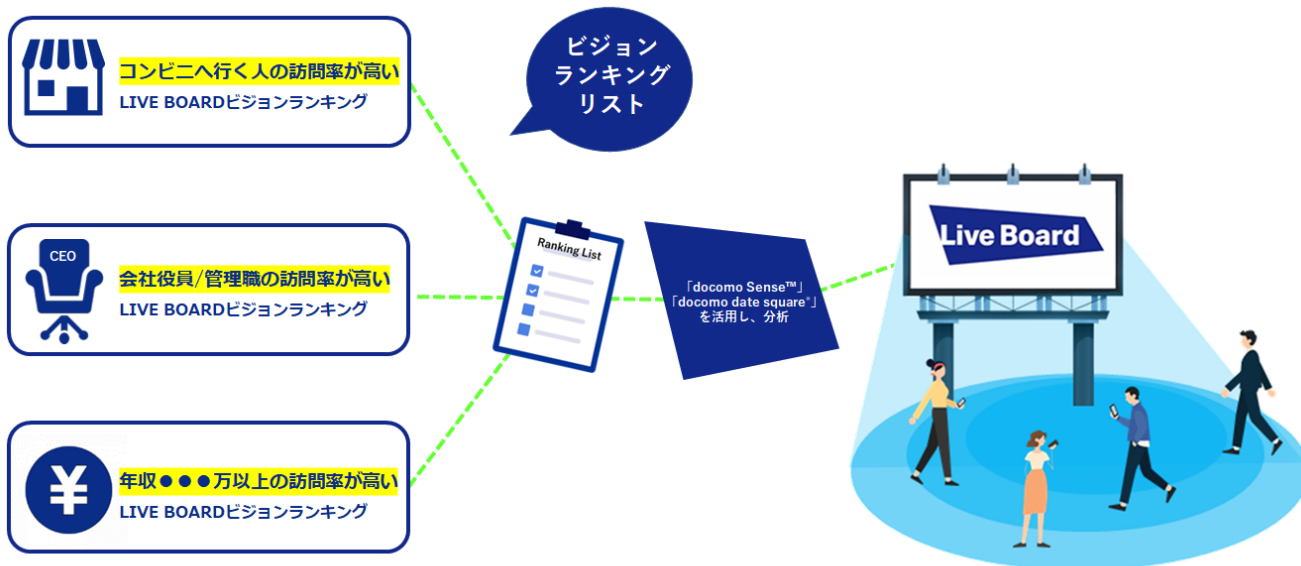 コンビニへ行く人の訪問率が高い
LIVE BOARDビジョンランキング
CEO
会社役員/管理職の訪問率が高い
LIVE BOARDビジョンランキング
¥
年収●●●万以上の訪問率が高い
LIVE BOARDビジョンランキング
ビジョン
ランキング
リスト
Ranking List
「docomo Sense™」
「docomo date square®」
を活用し、分析
Live Board